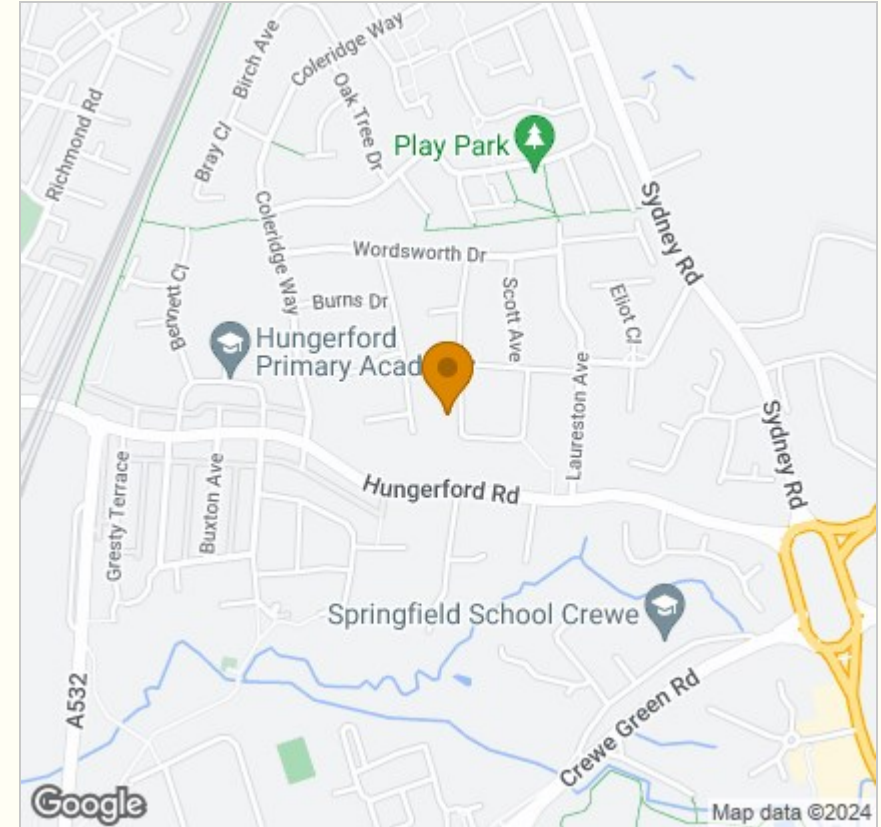 Coleridge Way
Birch Ave
Oak Tree Dr
Richmond Rd
Bray Cl
Play Park
Coleridge Way
Sydney Rd
Wordsworth Dr
Bennett Cl
Burns Dr
Scott Ave
Eliot Cl
Hungerford
Primary Acad
Laureston Ave
Sydney Rd
Hungerford Rd
Gresty Terrace
Buxton Ave
Springfield School Crewe
A532
Crewe Green Rd
Google
Map data ©2024